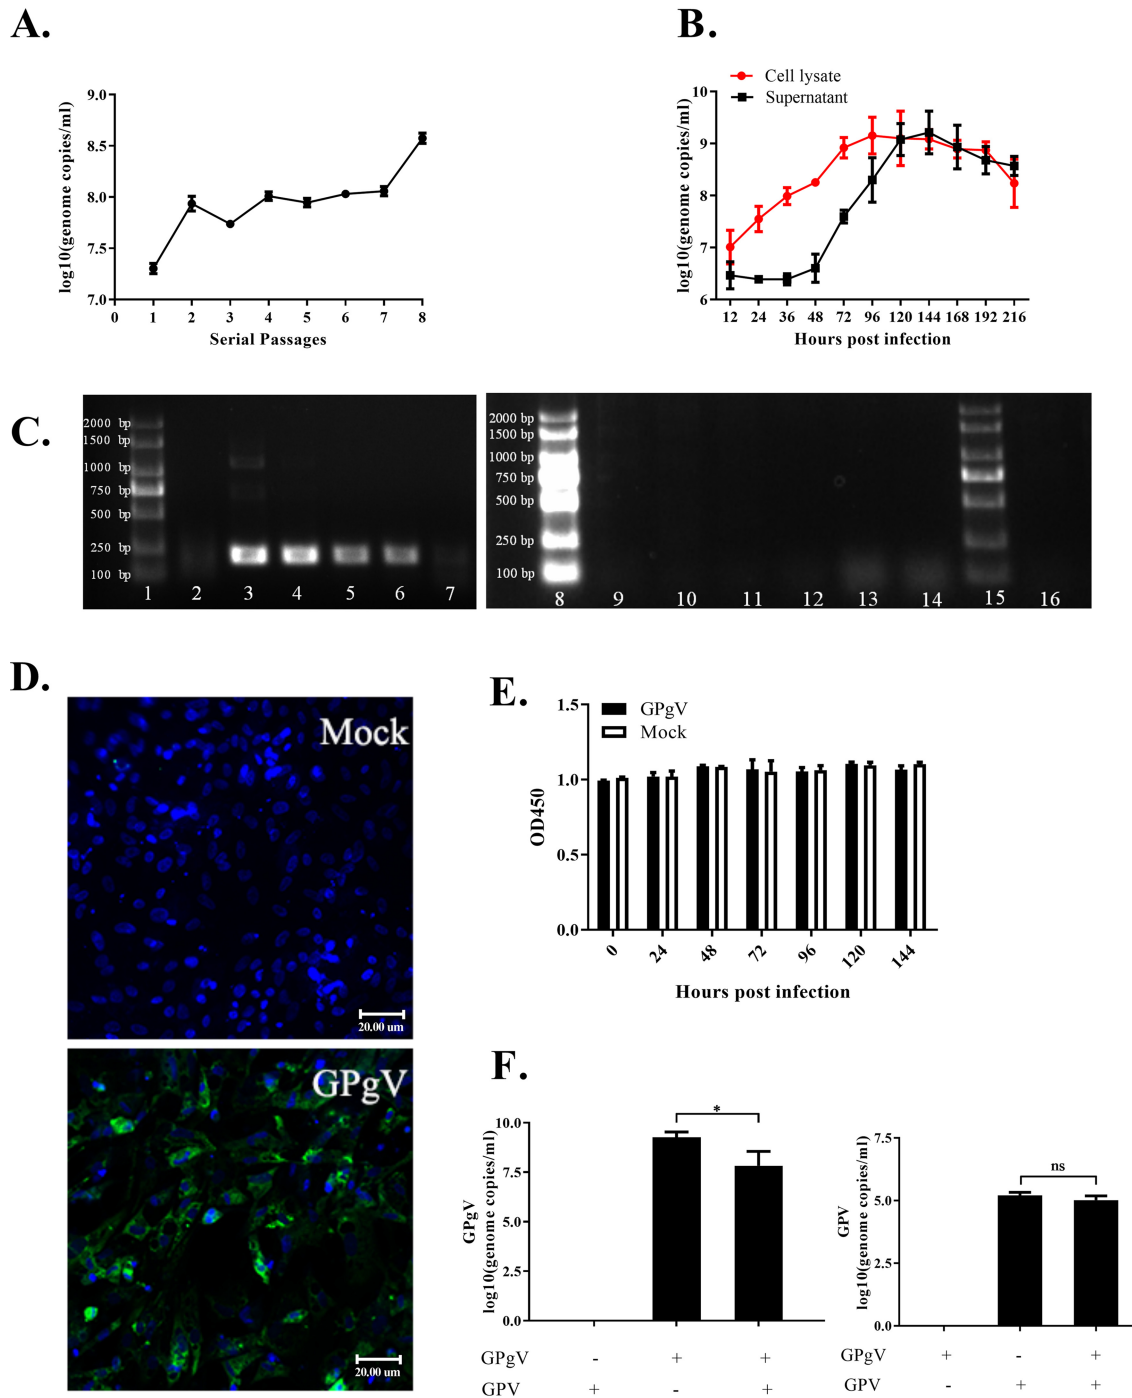 A.
log10(genome copies/ml)
9.0
8.5
8.0
7.5
7.0
0 1 2 3 4 5 6 7 8
Serial Passages
B.
Cell lysate
Supernatant
log10(genome copies/ml)
10
9
8
7
6
12 24 36 48 72 96 120 144 168 192 216
Hours post infection
C.
2000 bp
1500 bp
1000 bp
750 bp
500 bp
250 bp
100 bp
1 2 3 4 5 6 7
2000 bp
1500 bp
1000 bp
750 bp
500 bp
250 bp
100 bp
8 9 10 11 12 13 14 15 16
D.
Mock
20.00 um
GPgV
20.00 um
E.
GPgV
Mock
OD450
1.5
1.0
0.5
0.0
0 24 48 72 96 120 144
Hours post infection
F.
GPgV
log10(genome copies/ml)
10.0
7.5
5.0
2.5
0.0
*
GPgV - + +
GPV + - +
GPV
log10(genome copies/ml)
7.5
5.0
2.5
0.0
ns
GPgV + - +
GPV - + +